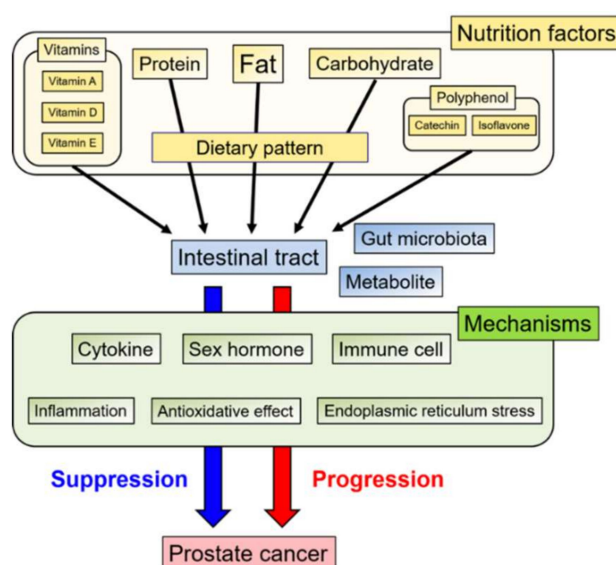 Nutrition factors
Vitamins
Vitamin A
Vitamin D
Vitamin E
Protein
Fat
Carbohydrate
Polyphenol
Catechin
Isoflavone
Dietary pattern
Intestinal tract
Gut microbiota
Metabolite
Mechanisms
Cytokine
Sex hormone
Immune cell
Inflammation
Antioxidative effect
Endoplasmic reticulum stress
Suppression
Progression
Prostate cancer